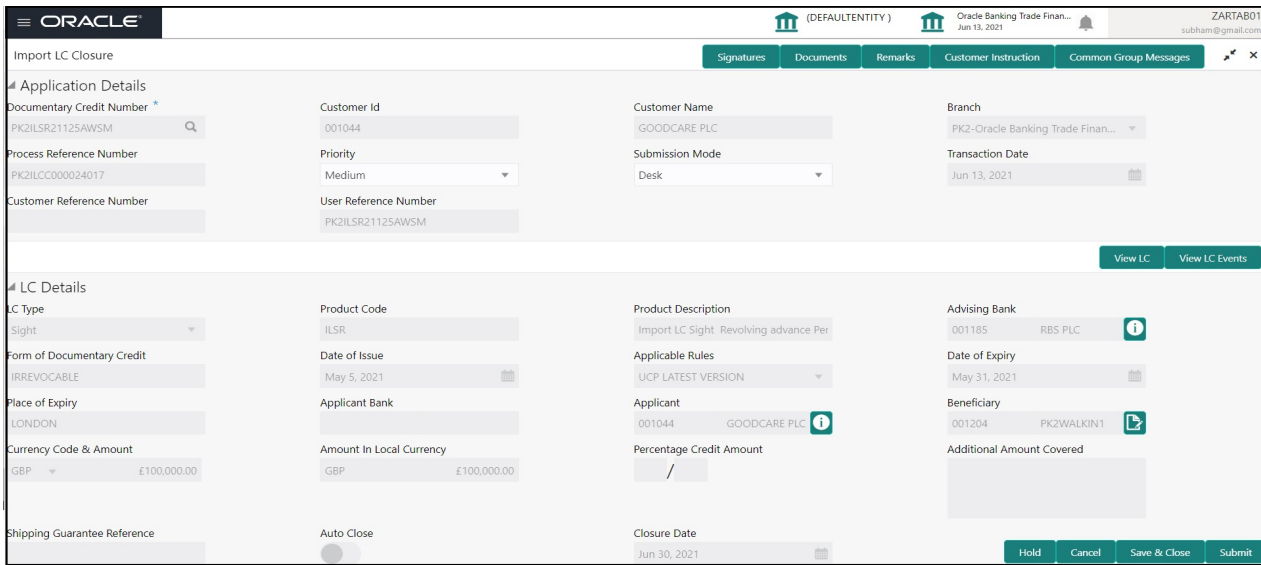 ORACLE®
(DEFAULTENTITY )
Oracle Banking Trade Finan...
Jun 13, 2021
ZARTAB01
subham@gmail.com
Import LC Closure
Signatures Documents Remarks Customer Instruction Common Group Messages
Application Details
Documentary Credit Number * Customer Id Customer Name Branch
PK2ILSR21125AWSM 001044 GOODCARE PLC PK2-Oracle Banking Trade Finan...
Process Reference Number Priority Submission Mode Transaction Date
PK2ILCC000024017 Medium Desk Jun 13, 2021
Customer Reference Number User Reference Number
PK2ILSR21125AWSM
View LC View LC Events
LC Details
LC Type Product Code Product Description Advising Bank
Sight ILSR Import LC Sight Revolving advance Per 001185 RBS PLC
Form of Documentary Credit Date of Issue Applicable Rules Date of Expiry
IRREVOCABLE May 5, 2021 UCP LATEST VERSION May 31, 2021
Place of Expiry Applicant Bank Applicant Beneficiary
LONDON 001044 GOODCARE PLC 001204 PK2WALKIN1
Currency Code & Amount Amount In Local Currency Percentage Credit Amount Additional Amount Covered
GBP £100,000.00 GBP £100,000.00 /
Shipping Guarantee Reference Auto Close Closure Date
Jun 30, 2021
Hold Cancel Save & Close Submit